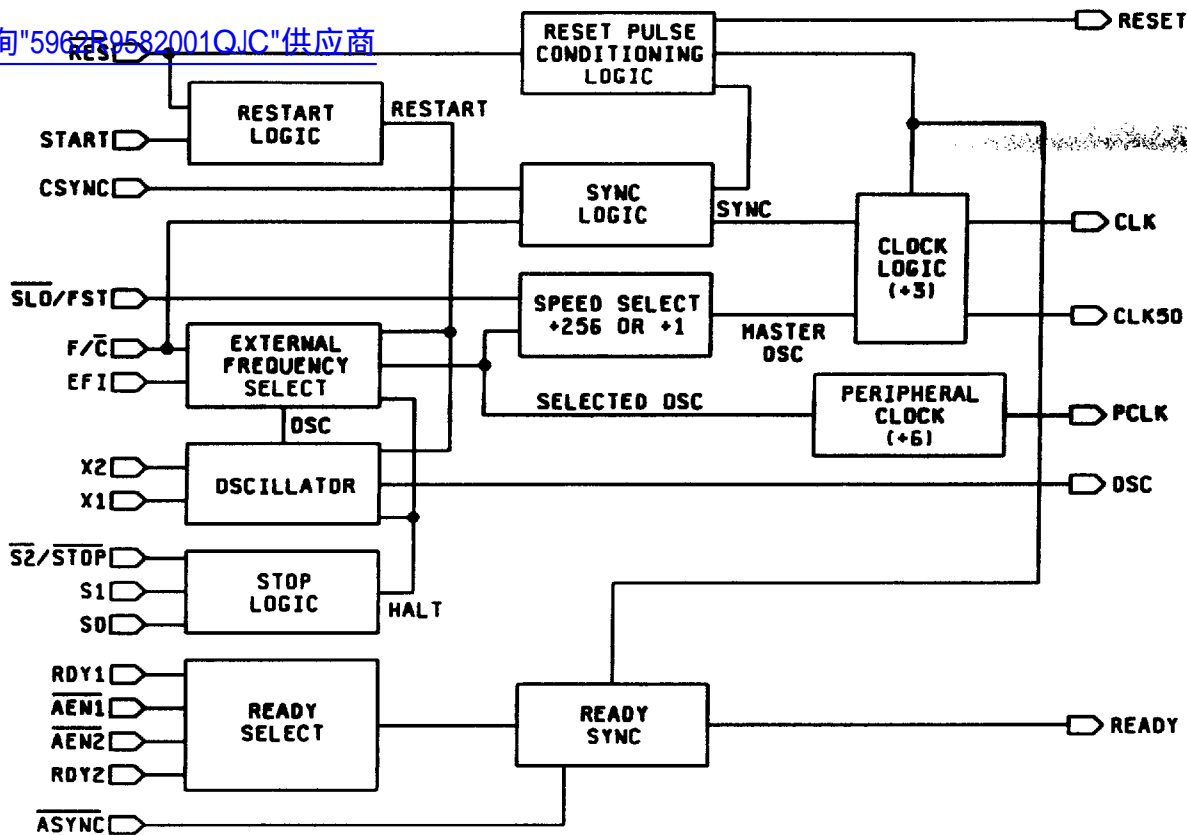 询"5962R9582001QJC"供应商
RES
RESET PULSE
CONDITIONING
LOGIC
RESET
RESTART
LOGIC
RESTART
START
CSYNC
SYNC
LOGIC
SYNC
CLOCK
LOGIC
(+3)
CLK
SLO/FST
SPEED SELECT
+256 OR +1
MASTER
OSC
CLK50
F/C
EFI
EXTERNAL
FREQUENCY
SELECT
SELECTED OSC
PERIPHERAL
CLOCK
(+6)
PCLK
OSC
X2
X1
OSCILLATOR
OSC
S2/STOP
S1
S0
STOP
LOGIC
HALT
RDY1
AEN1
AEN2
RDY2
READY
SELECT
READY
SYNC
READY
ASYNC